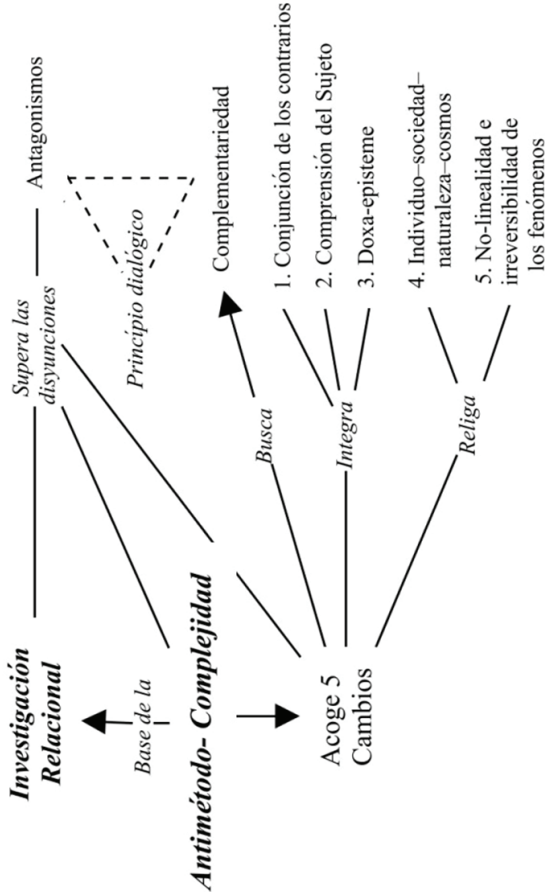 Investigación
Relacional
Supera las
disyunciones
Antagonismos
Base de la
Principio dialógico
Antimétodo- Complejidad
Busca
Complementariedad
Acoge 5
Cambios
Integra
1. Conjunción de los contrarios
2. Comprensión del Sujeto
3. Doxa-episteme
Religa
4. Individuo–sociedad–
naturaleza–cosmos
5. No-linealidad e
irreversibilidad de
los fenómenos